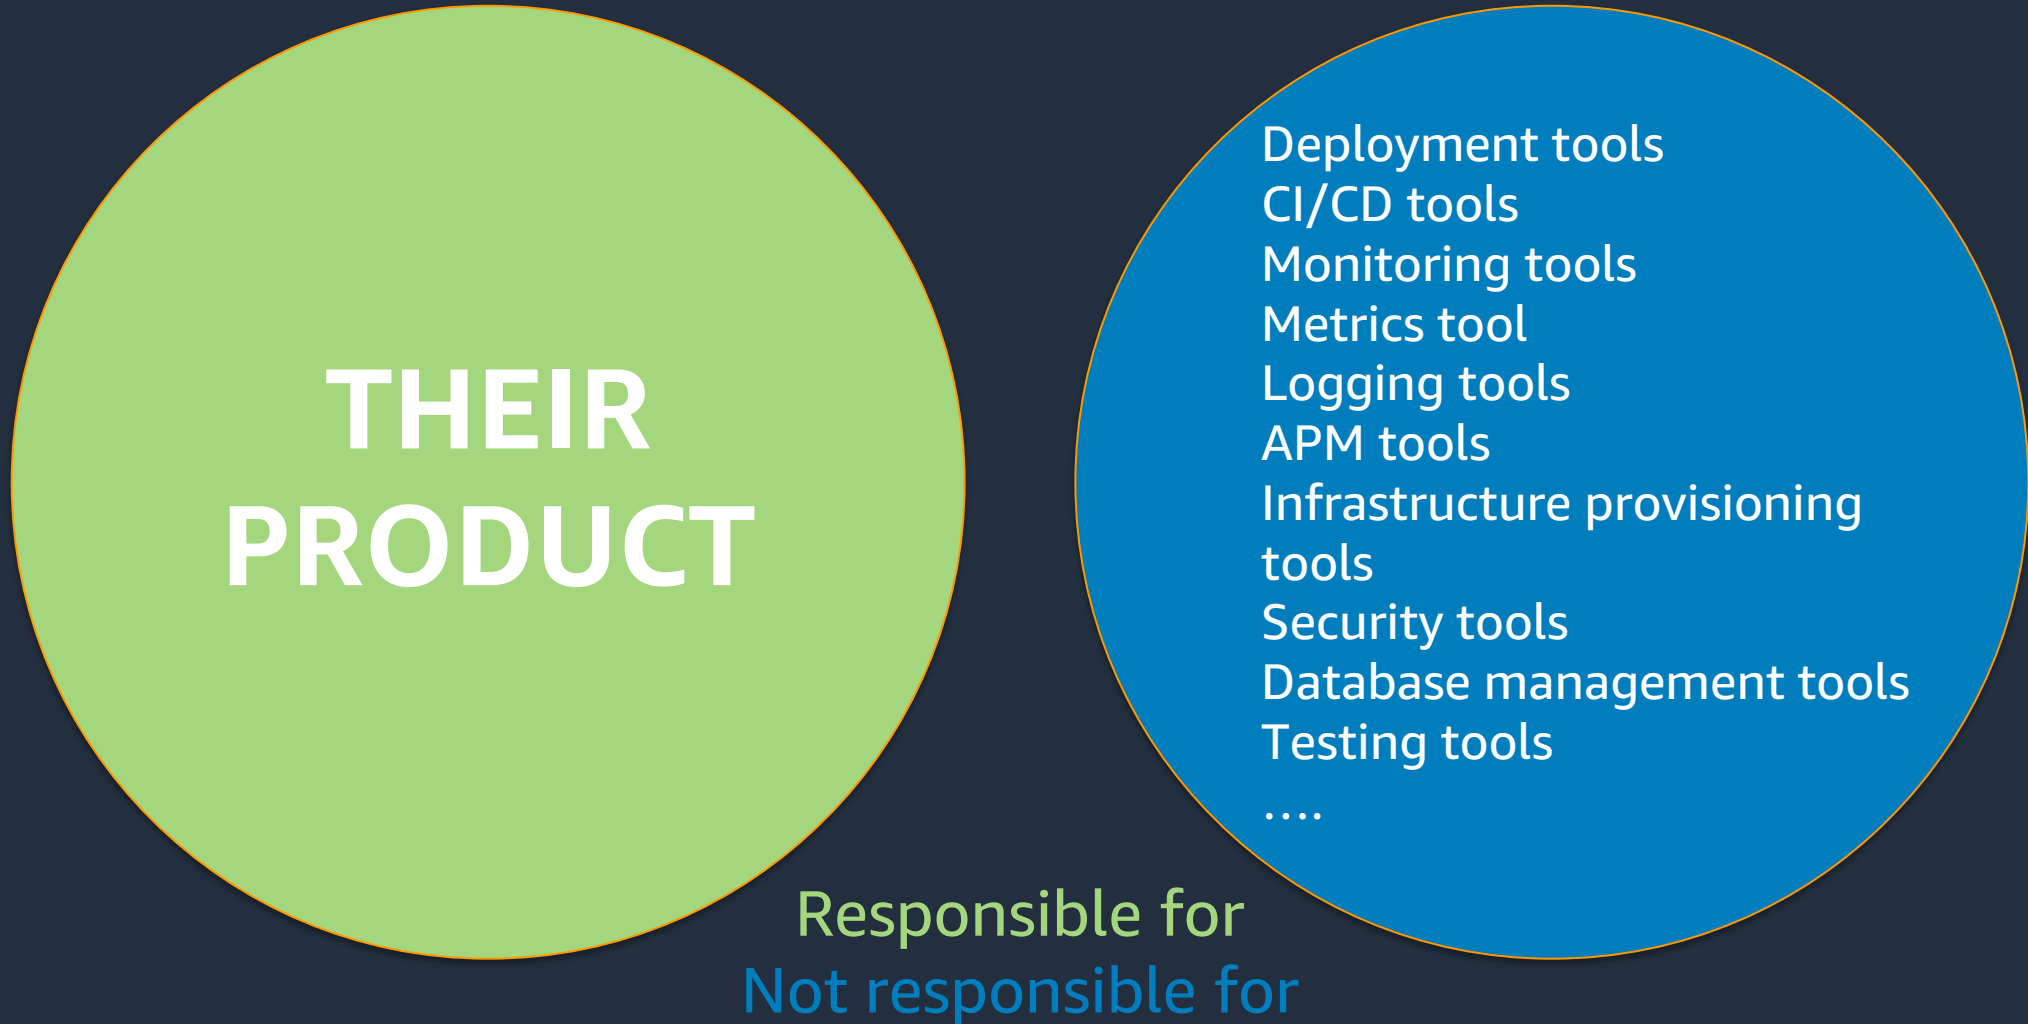 THEIR
PRODUCT
Deployment tools
CI/CD tools
Monitoring tools
Metrics tool
Logging tools
APM tools
Infrastructure provisioning
tools
Security tools
Database management tools
Testing tools
....
Responsible for
Not responsible for